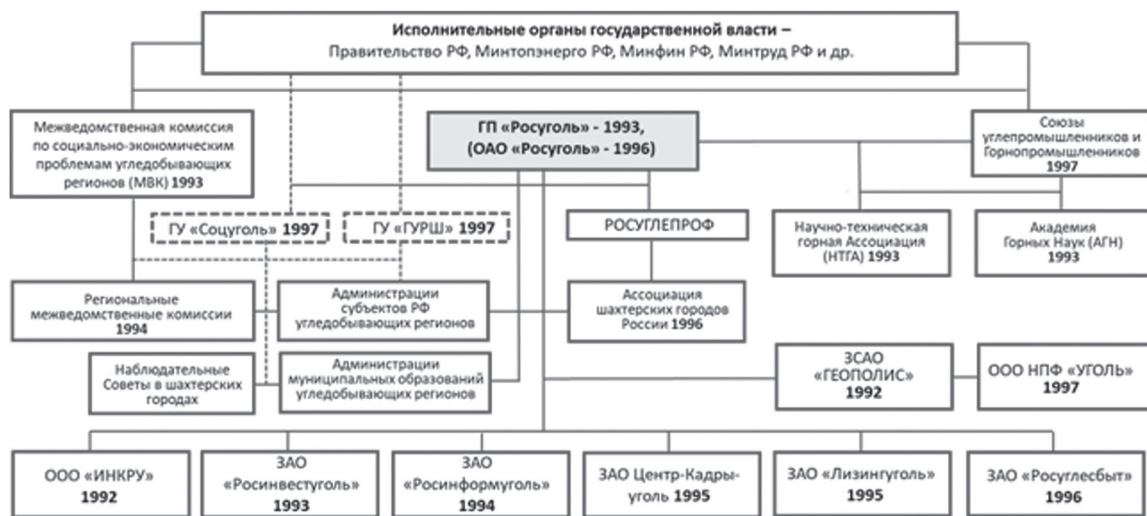 Исполнительные органы государственной власти –
Правительство РФ, Минтопэнерго РФ, Минфин РФ, Минтруд РФ и др.
Межведомственная комиссия
по социально-экономическим
проблемам угледобывающих
регионов (МВК) 1993
ГП «Росуголь» - 1993,
(ОАО «Росуголь» - 1996)
Союзы
углепромышленников и
Горнопромышленников
1997
ГУ «Соцуголь» 1997
ГУ «ГУРШ» 1997
РОСУГЛЕПРОФ
Научно-техническая
горная Ассоциация
(НТГА) 1993
Академия
Горных Наук (АГН)
1993
Региональные
межведомственные комиссии
1994
Администрации
субъектов РФ
угледобывающих регионов
Ассоциация
шахтерских городов
России 1996
Наблюдательные
Советы в шахтерских
городах
Администрации
муниципальных образований
угледобывающих регионов
ЗСАО
«ГЕОПОЛИС»
1992
ООО НПФ «УГОЛЬ»
1997
ООО «ИНКРУ»
1992
ЗАО
«Росинвестуголь»
1993
ЗАО
«Росинформуголь»
1994
ЗАО Центр-Кадры-
уголь 1995
ЗАО «Лизингуголь»
1995
ЗАО «Росуглесбыт»
1996